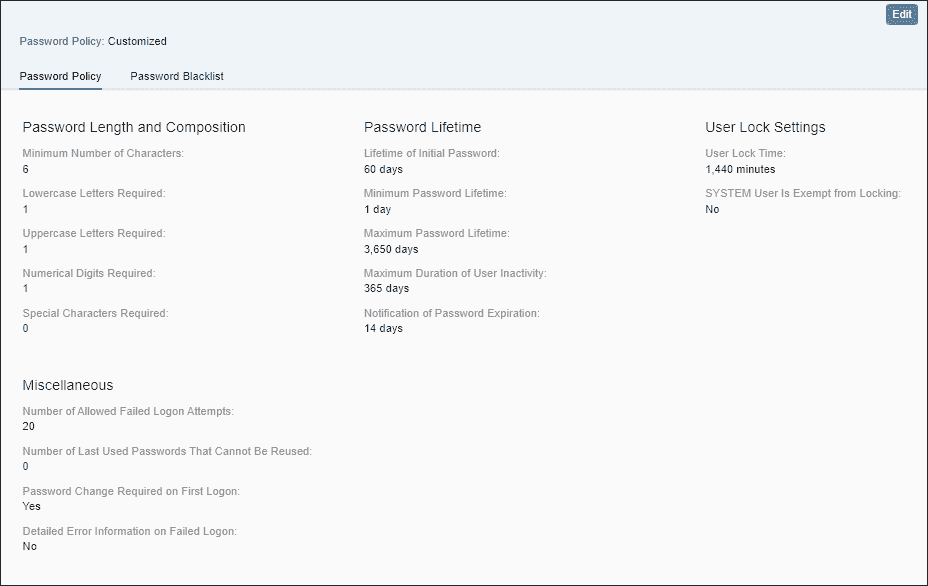 Edit
Password Policy: Customized
Password Policy
Password Blacklist
Password Length and Composition
Minimum Number of Characters:
6
Lowercase Letters Required:
1
Uppercase Letters Required:
1
Numerical Digits Required:
1
Special Characters Required:
0
Password Lifetime
Lifetime of Initial Password:
60 days
Minimum Password Lifetime:
1 day
Maximum Password Lifetime:
3,650 days
Maximum Duration of User Inactivity:
365 days
Notification of Password Expiration:
14 days
User Lock Settings
User Lock Time:
1,440 minutes
SYSTEM User Is Exempt from Locking:
No
Miscellaneous
Number of Allowed Failed Logon Attempts:
20
Number of Last Used Passwords That Cannot Be Reused:
0
Password Change Required on First Logon:
Yes
Detailed Error Information on Failed Logon:
No